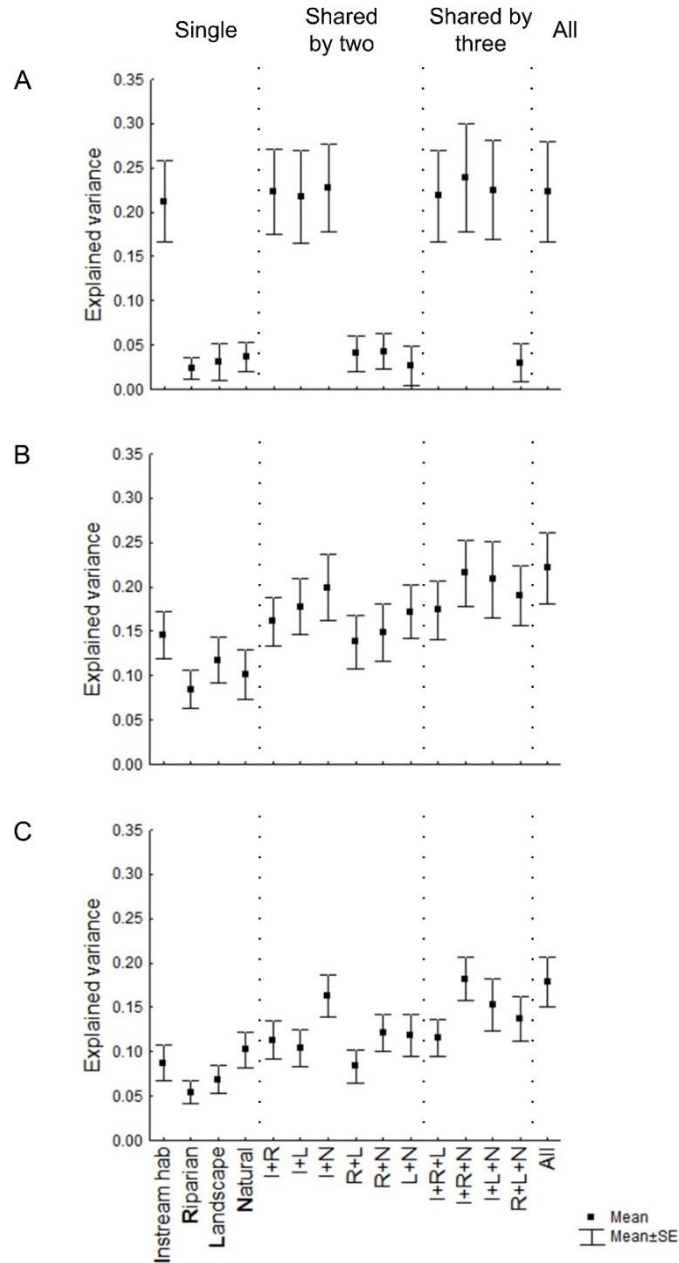 Single
Shared by two
Shared by three
All
A
Explained variance
0.35
0.30
0.25
0.20
0.15
0.10
0.05
0.00
B
Explained variance
0.35
0.30
0.25
0.20
0.15
0.10
0.05
0.00
C
Explained variance
0.35
0.30
0.25
0.20
0.15
0.10
0.05
0.00
Instream hab
Riparian
Landscape
Natural
I+R
I+L
I+N
R+L
R+N
L+N
I+R+L
I+R+N
I+L+N
R+L+N
All
Mean
Mean±SE